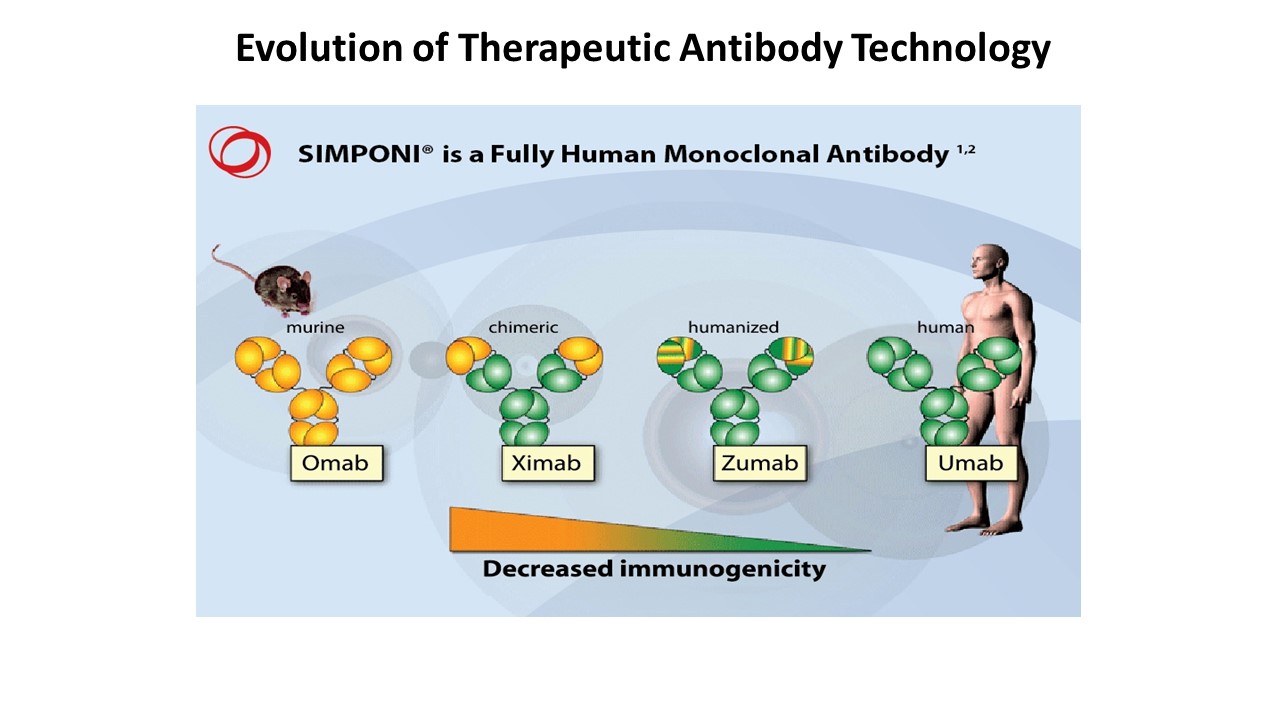 Evolution of Therapeutic Antibody Technology
SIMPONI® is a Fully Human Monoclonal Antibody 1,2
murine chimeric humanized human
Omab Ximab Zumab Umab
Decreased immunogenicity